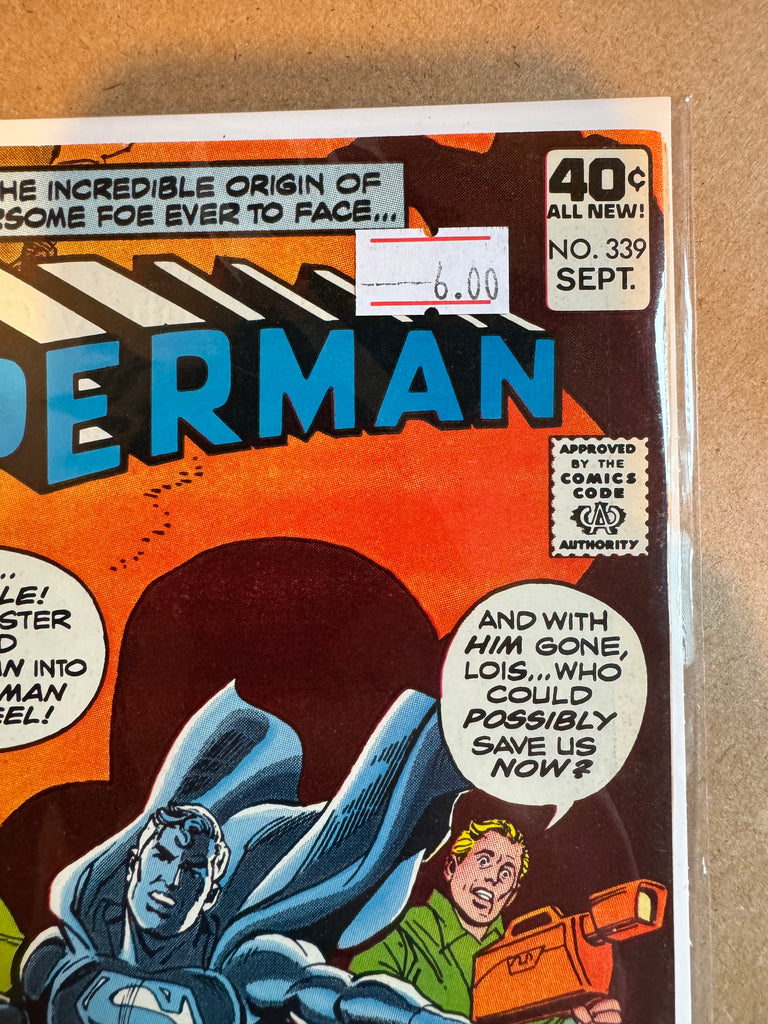 HE INCREDIBLE ORIGIN OF
RSOME FOE EVER TO FACE...
40¢
ALL NEW!
NO. 339
SEPT.
6.00
ERMAN
APPROVED
BY THE
COMICS
CODE
CA
AUTHORITY
...
LE!
STER
D
N INTO
MAN
EEL!
AND WITH
HIM GONE,
LOIS...WHO
COULD
POSSIBLY
SAVE US
NOW?
S